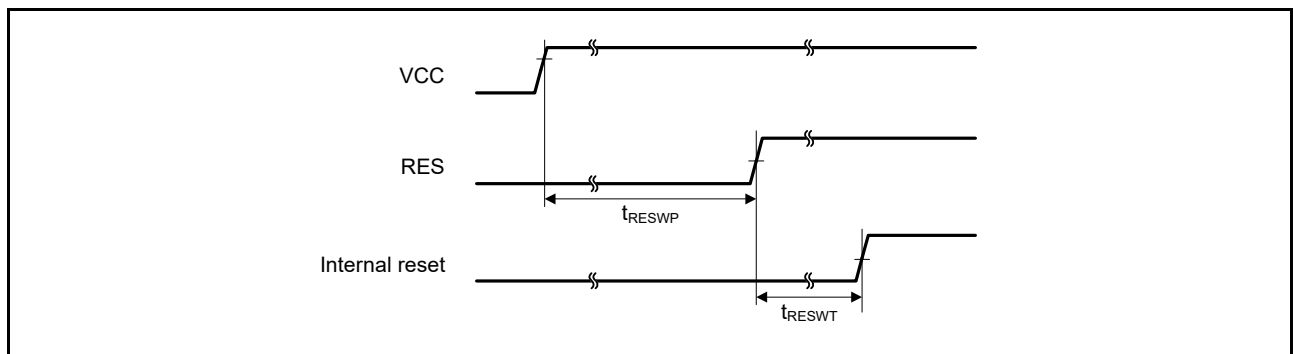 VCC
RES
tRESWP
Internal reset
tRESWT